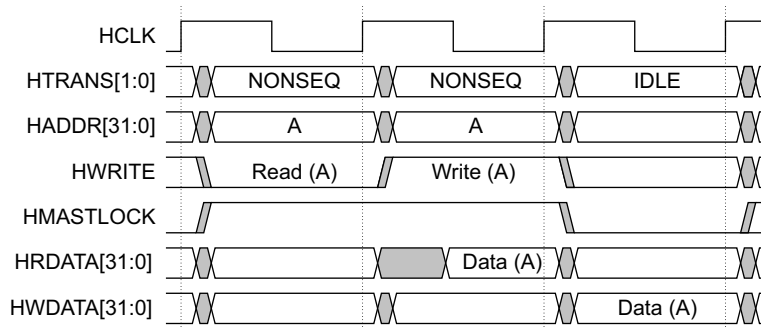 HCLK
HTRANS[1:0] NONSEQ NONSEQ IDLE
HADDR[31:0] A A
HWRITE Read (A) Write (A)
HMASTLOCK
HRDATA[31:0] Data (A)
HWDATA[31:0] Data (A)